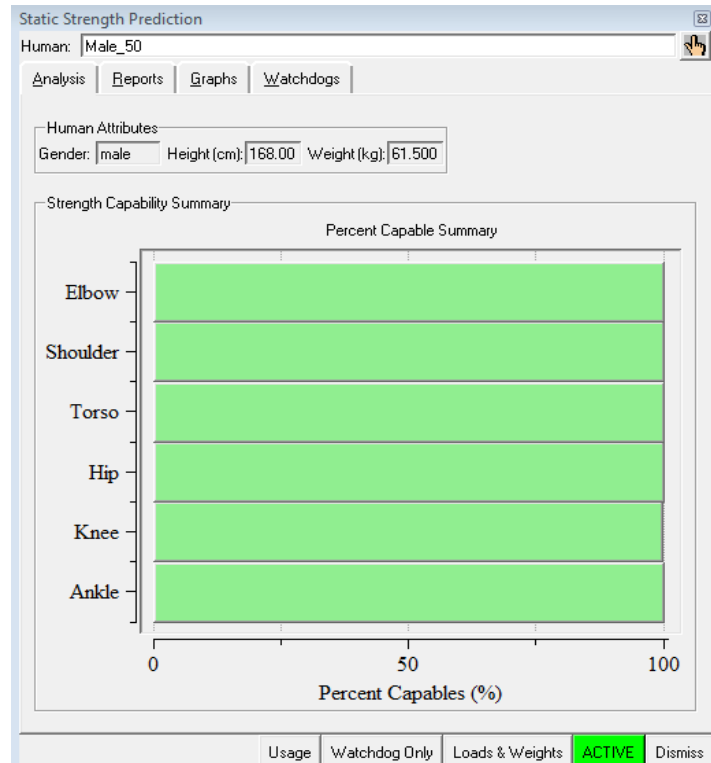 Static Strength Prediction
Human: Male_50
Analysis Reports Graphs Watchdogs
Human Attributes
Gender: male Height (cm): 168.00 Weight (kg): 61.500
Strength Capability Summary
Percent Capable Summary
Elbow
Shoulder
Torso
Hip
Knee
Ankle
0 50 100
Percent Capables (%)
Usage Watchdog Only Loads & Weights ACTIVE Dismiss